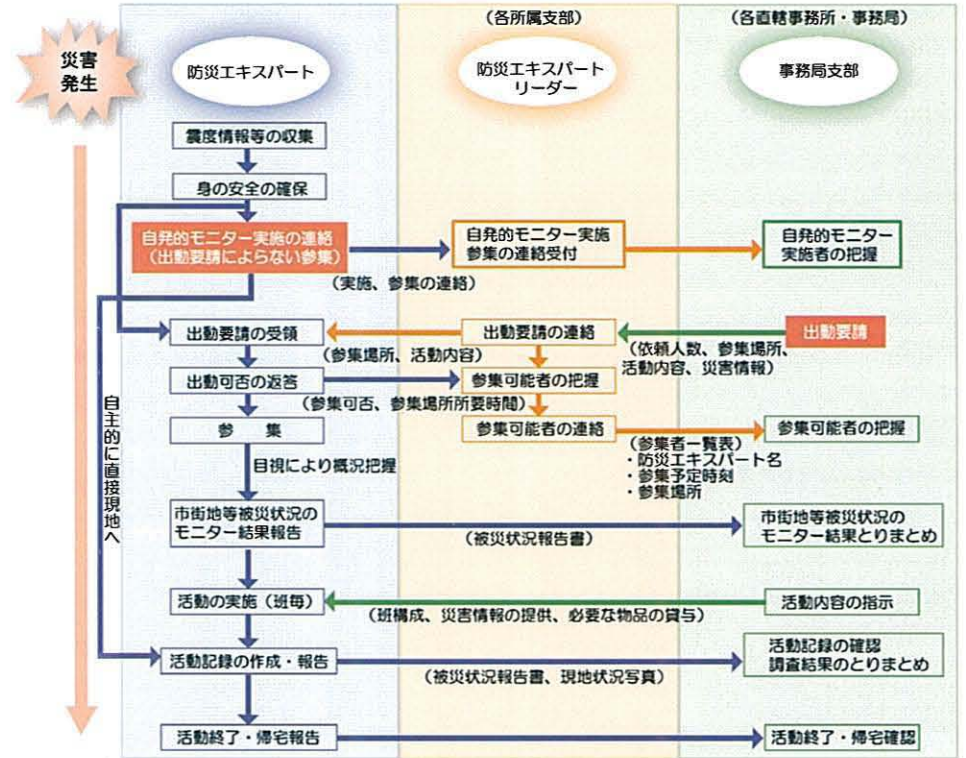 （各所属支部）
（各直轄事務所・事務局）
災害
発生
防災エキスパート
防災エキスパート
リーダー
事務局支部
震度情報等の収集
身の安全の確保
自発的モニター実施の連絡
（出動要請によらない参集）
自発的モニター実施
参集の連絡受付
自発的モニター
実施者の把握
（実施、参集の連絡）
出動要請の受領
出動要請の連絡
出動要請
（参集場所、活動内容）
（依頼人数、参集場所、
活動内容、災害情報）
出動可否の返答
参集可能者の把握
（参集可否、参集場所所要時間）
参　集
参集可能者の連絡
参集可能者の把握
（参集者一覧表）
・防災エキスパート名
・参集予定時刻
・参集場所
目視により概況把握
自主的に直接現地へ
市街地等被災状況の
モニター結果報告
（被災状況報告書）
市街地等被災状況の
モニター結果とりまとめ
活動の実施（班毎）
活動内容の指示
（班構成、災害情報の提供、必要な物品の貸与）
活動記録の作成・報告
活動記録の確認
調査結果のとりまとめ
（被災状況報告書、現地状況写真）
活動終了・帰宅報告
活動終了・帰宅確認